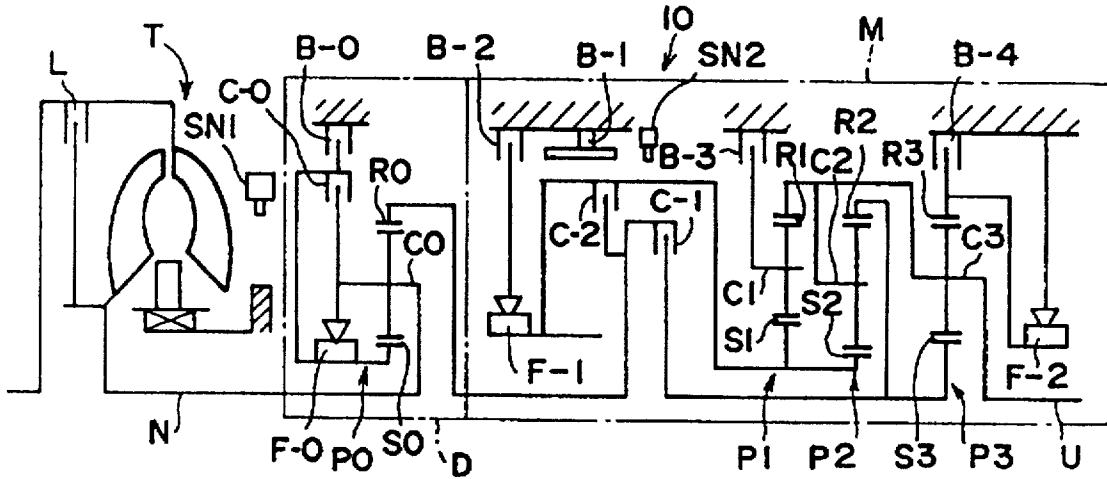 10
T
M
L
B-0
B-2
B-1
SN2
B-4
C-0
SN1
R0
B-3
R1
C2
R2
R3
C-2
C-1
C0
C1
S2
C3
S1
F-1
F-2
N
F-0
P0
S0
D
P1
P2
S3
P3
U